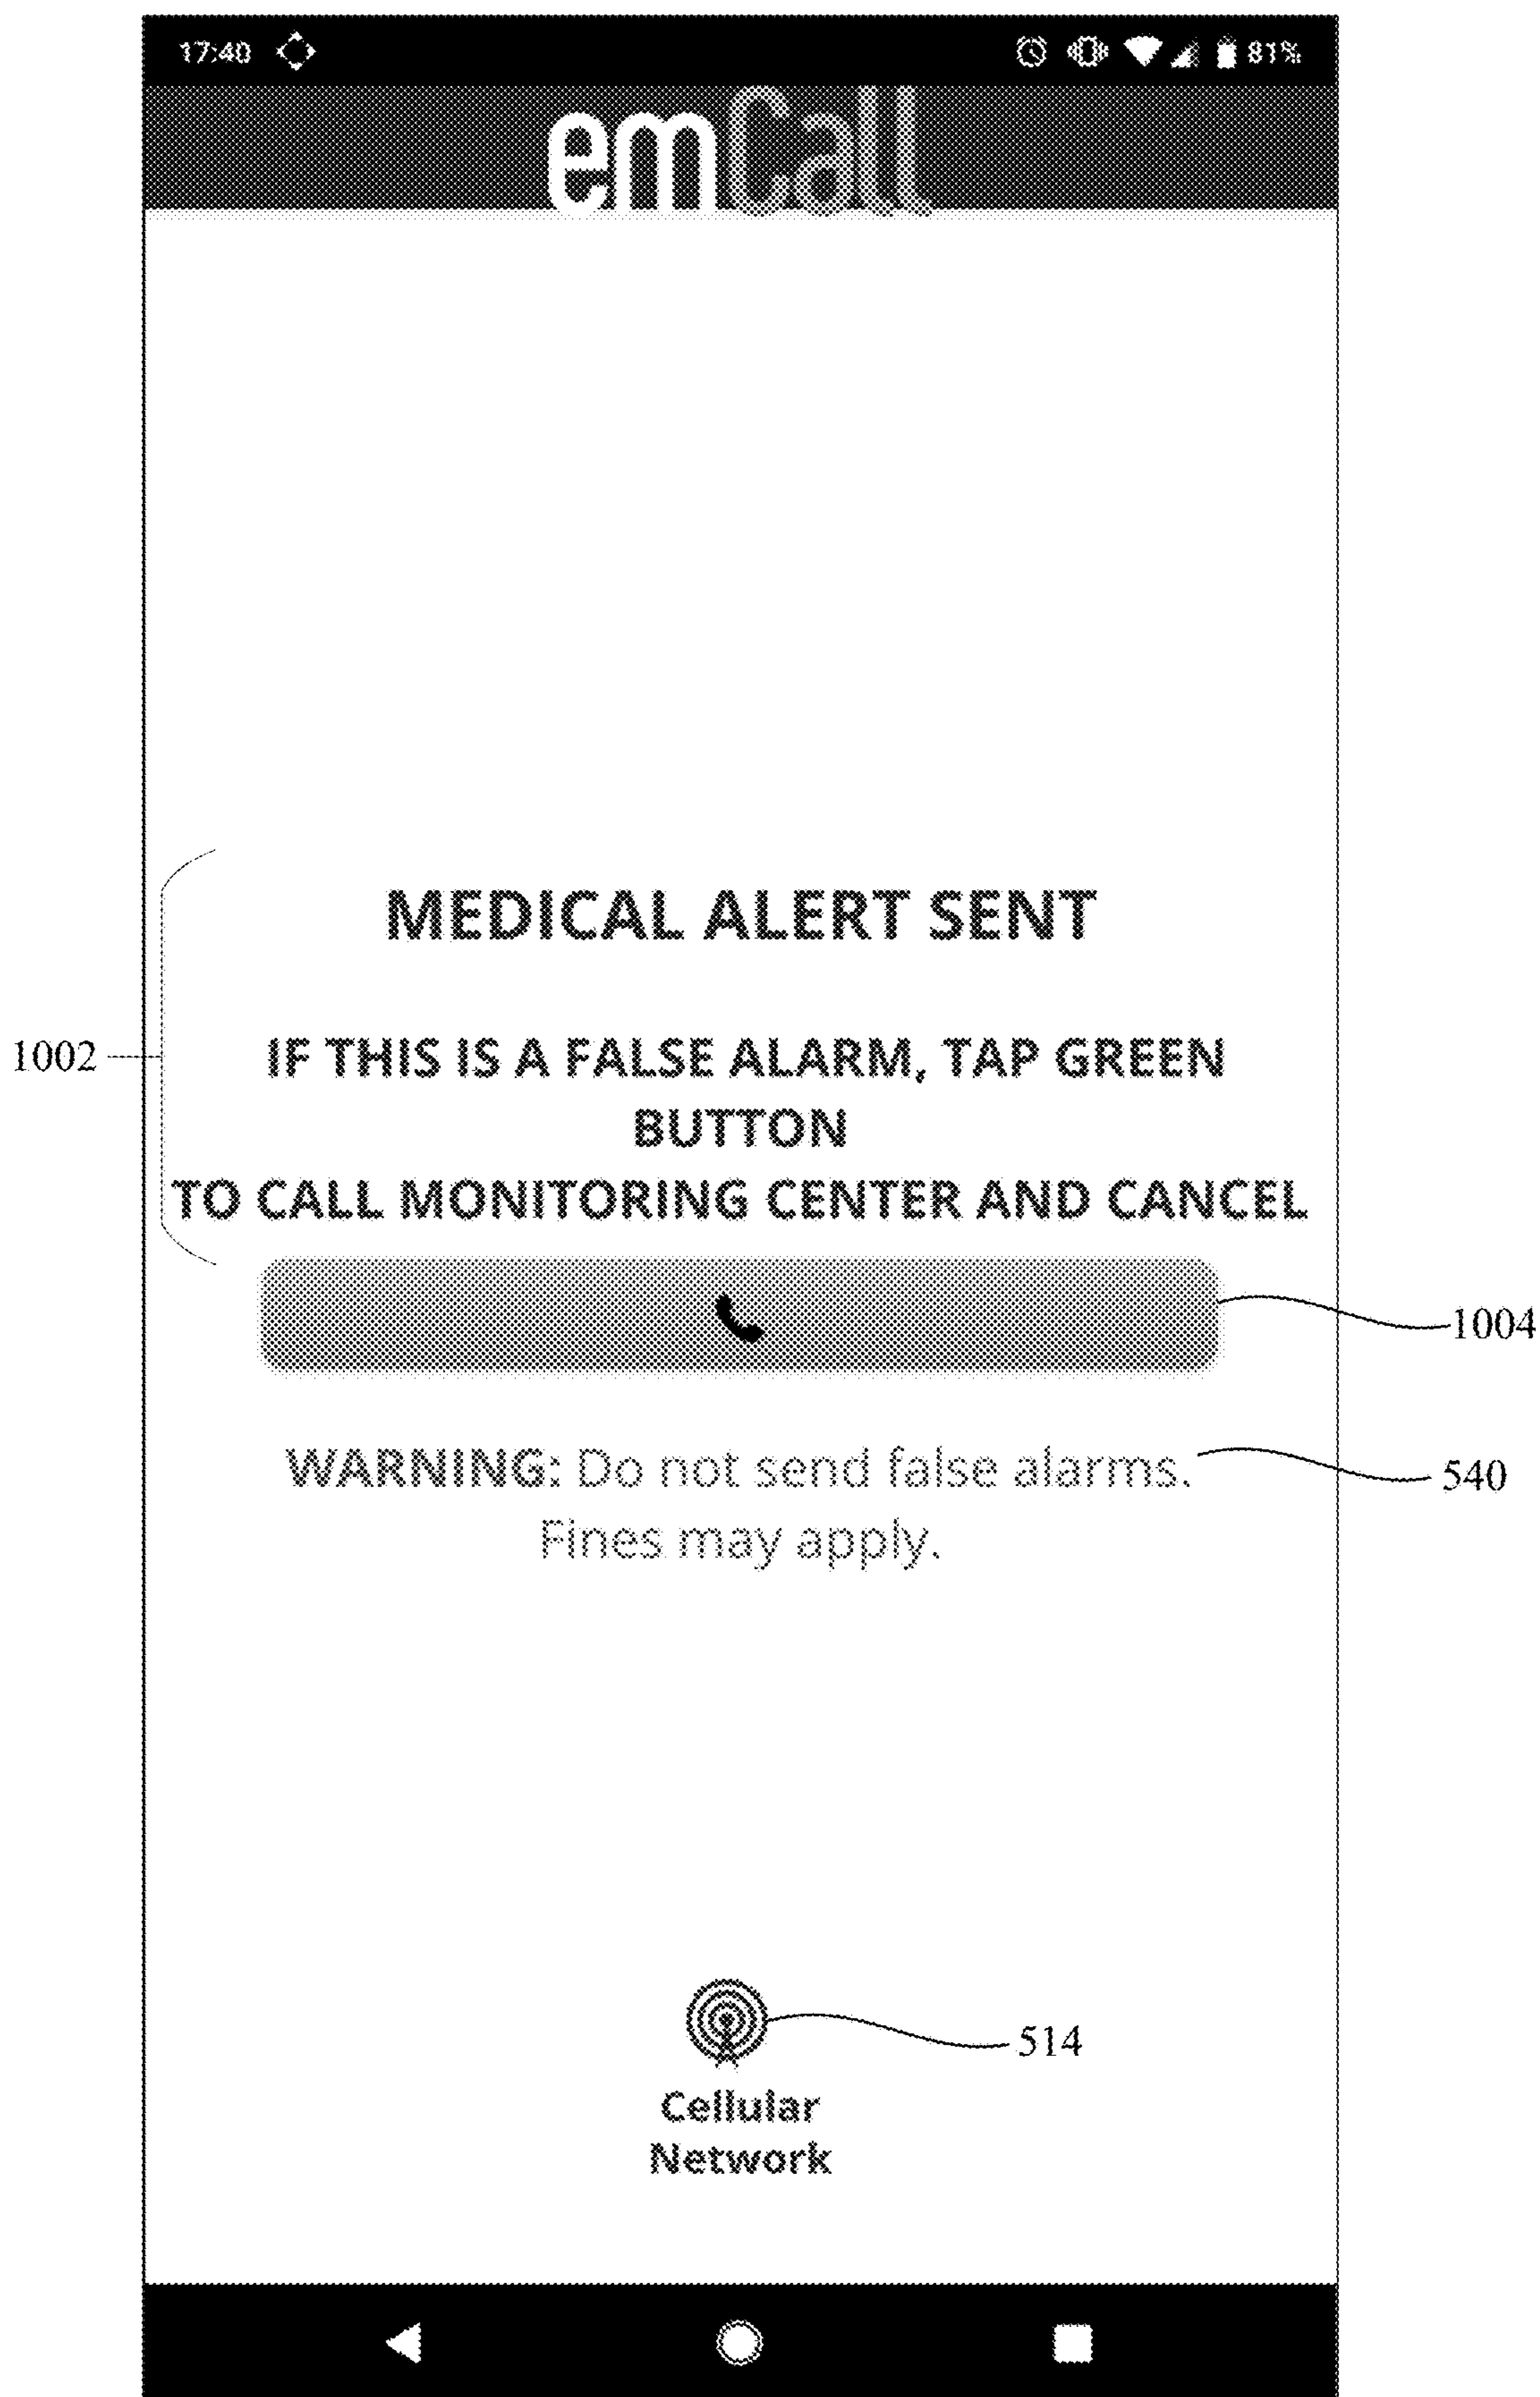 17:40 81%
emCall
MEDICAL ALERT SENT
IF THIS IS A FALSE ALARM, TAP GREEN
BUTTON
1002
TO CALL MONITORING CENTER AND CANCEL
1004
WARNING: Do not send false alarms.
540
Fines may apply.
514
Cellular
Network